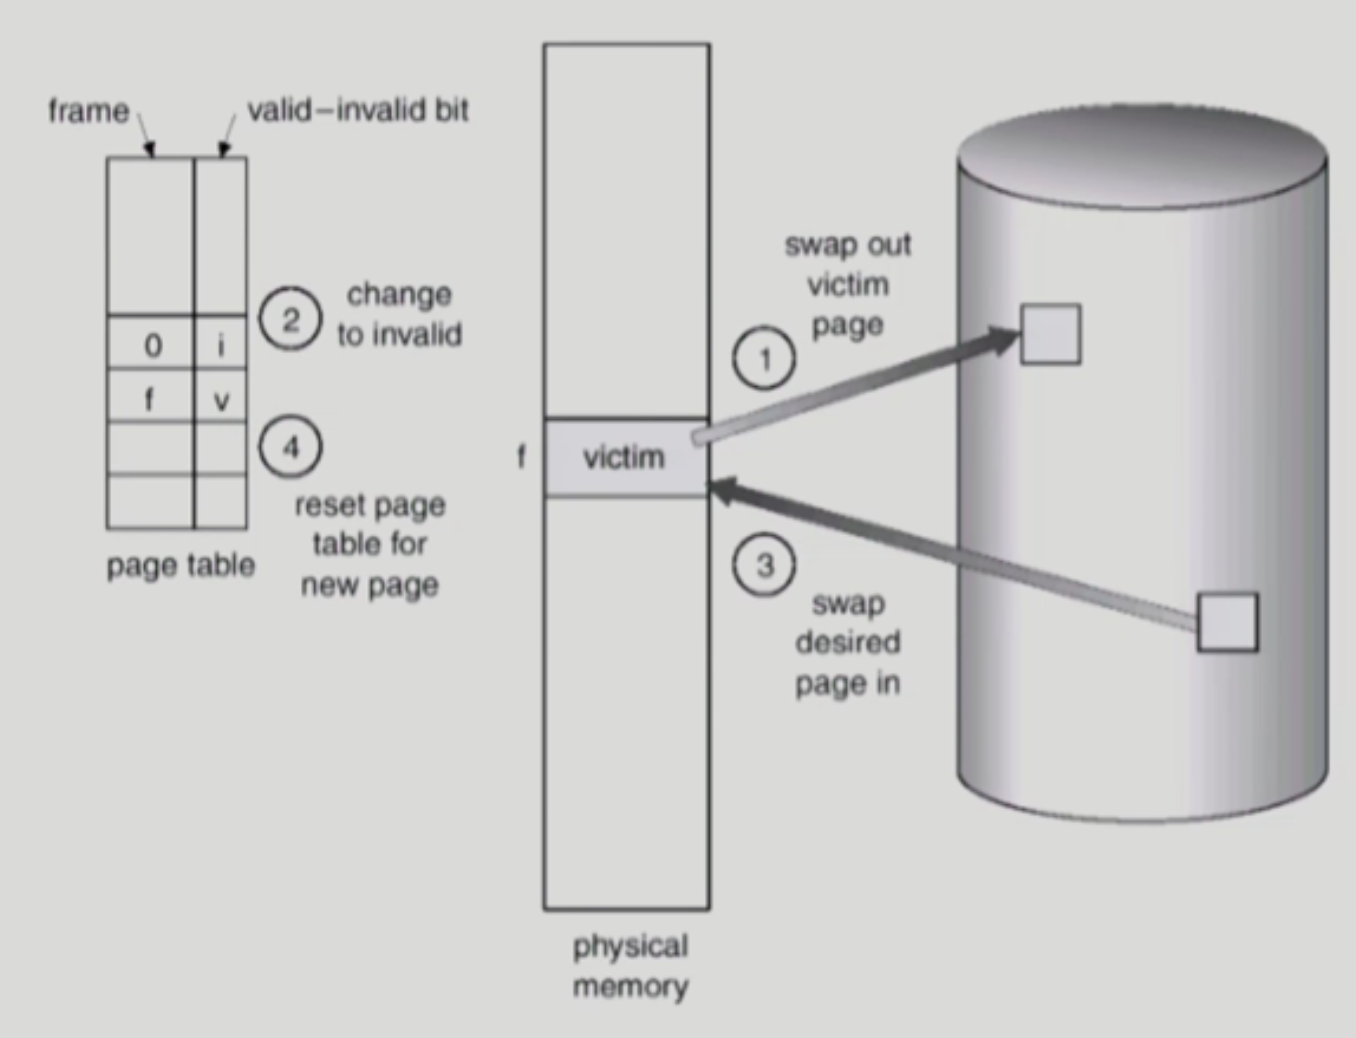 frame
valid–invalid bit
0 i
f v
page table
2
change
to invalid
4
reset page
table for
new page
f
victim
physical
memory
swap out
victim
page
1
3
swap
desired
page in